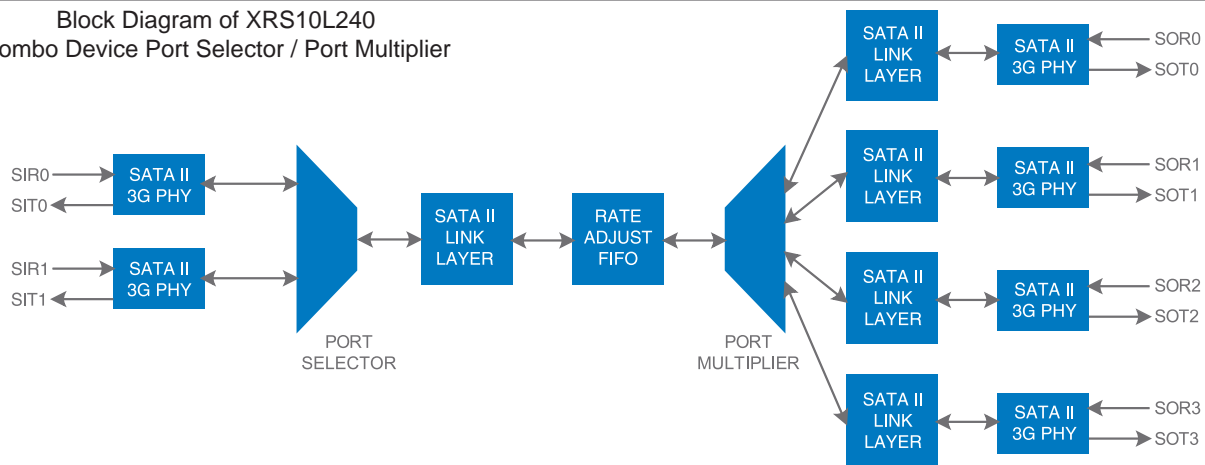 Block Diagram of XRS10L240
ombo Device Port Selector / Port Multiplier
SIR0
SIT0
SATA II
3G PHY
SIR1
SIT1
SATA II
3G PHY
PORT
SELECTOR
SATA II
LINK
LAYER
RATE
ADJUST
FIFO
PORT
MULTIPLIER
SATA II
LINK
LAYER
SATA II
3G PHY
SOR0
SOT0
SATA II
LINK
LAYER
SATA II
3G PHY
SOR1
SOT1
SATA II
LINK
LAYER
SATA II
3G PHY
SOR2
SOT2
SATA II
LINK
LAYER
SATA II
3G PHY
SOR3
SOT3